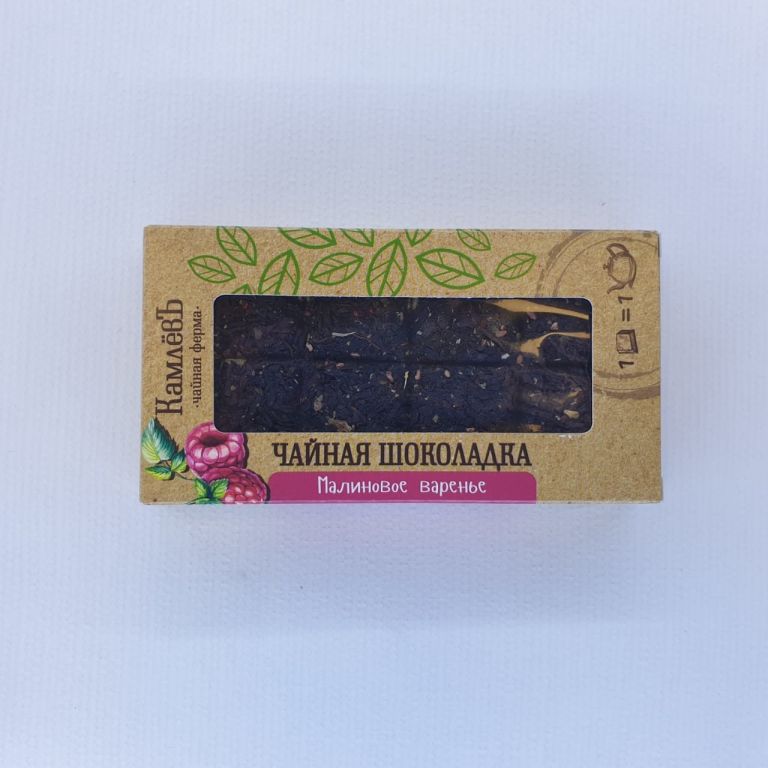 КамлёвЪ
·чайная ферма·
1 = 1
ЧАЙНАЯ ШОКОЛАДКА
Малиновое варенье